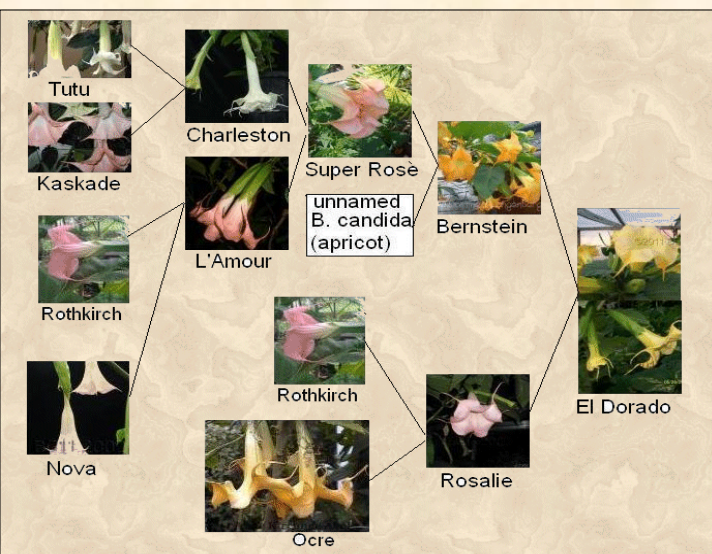 Tutu
Kaskade
Rothkirch
Nova
Charleston
L'Amour
Super Rosè
unnamed
B. candida
(apricot)
Bernstein
Rothkirch
Ocre
Rosalie
El Dorado